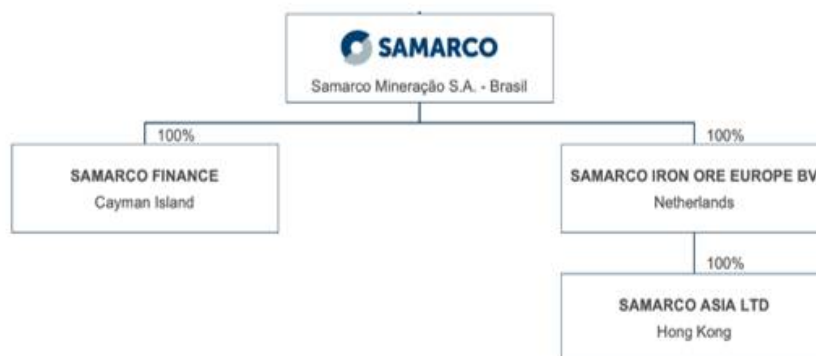 SAMARCO
Samarco Mineração S.A. - Brasil
100%
100%
SAMARCO FINANCE
Cayman Island
SAMARCO IRON ORE EUROPE BV
Netherlands
100%
SAMARCO ASIA LTD
Hong Kong